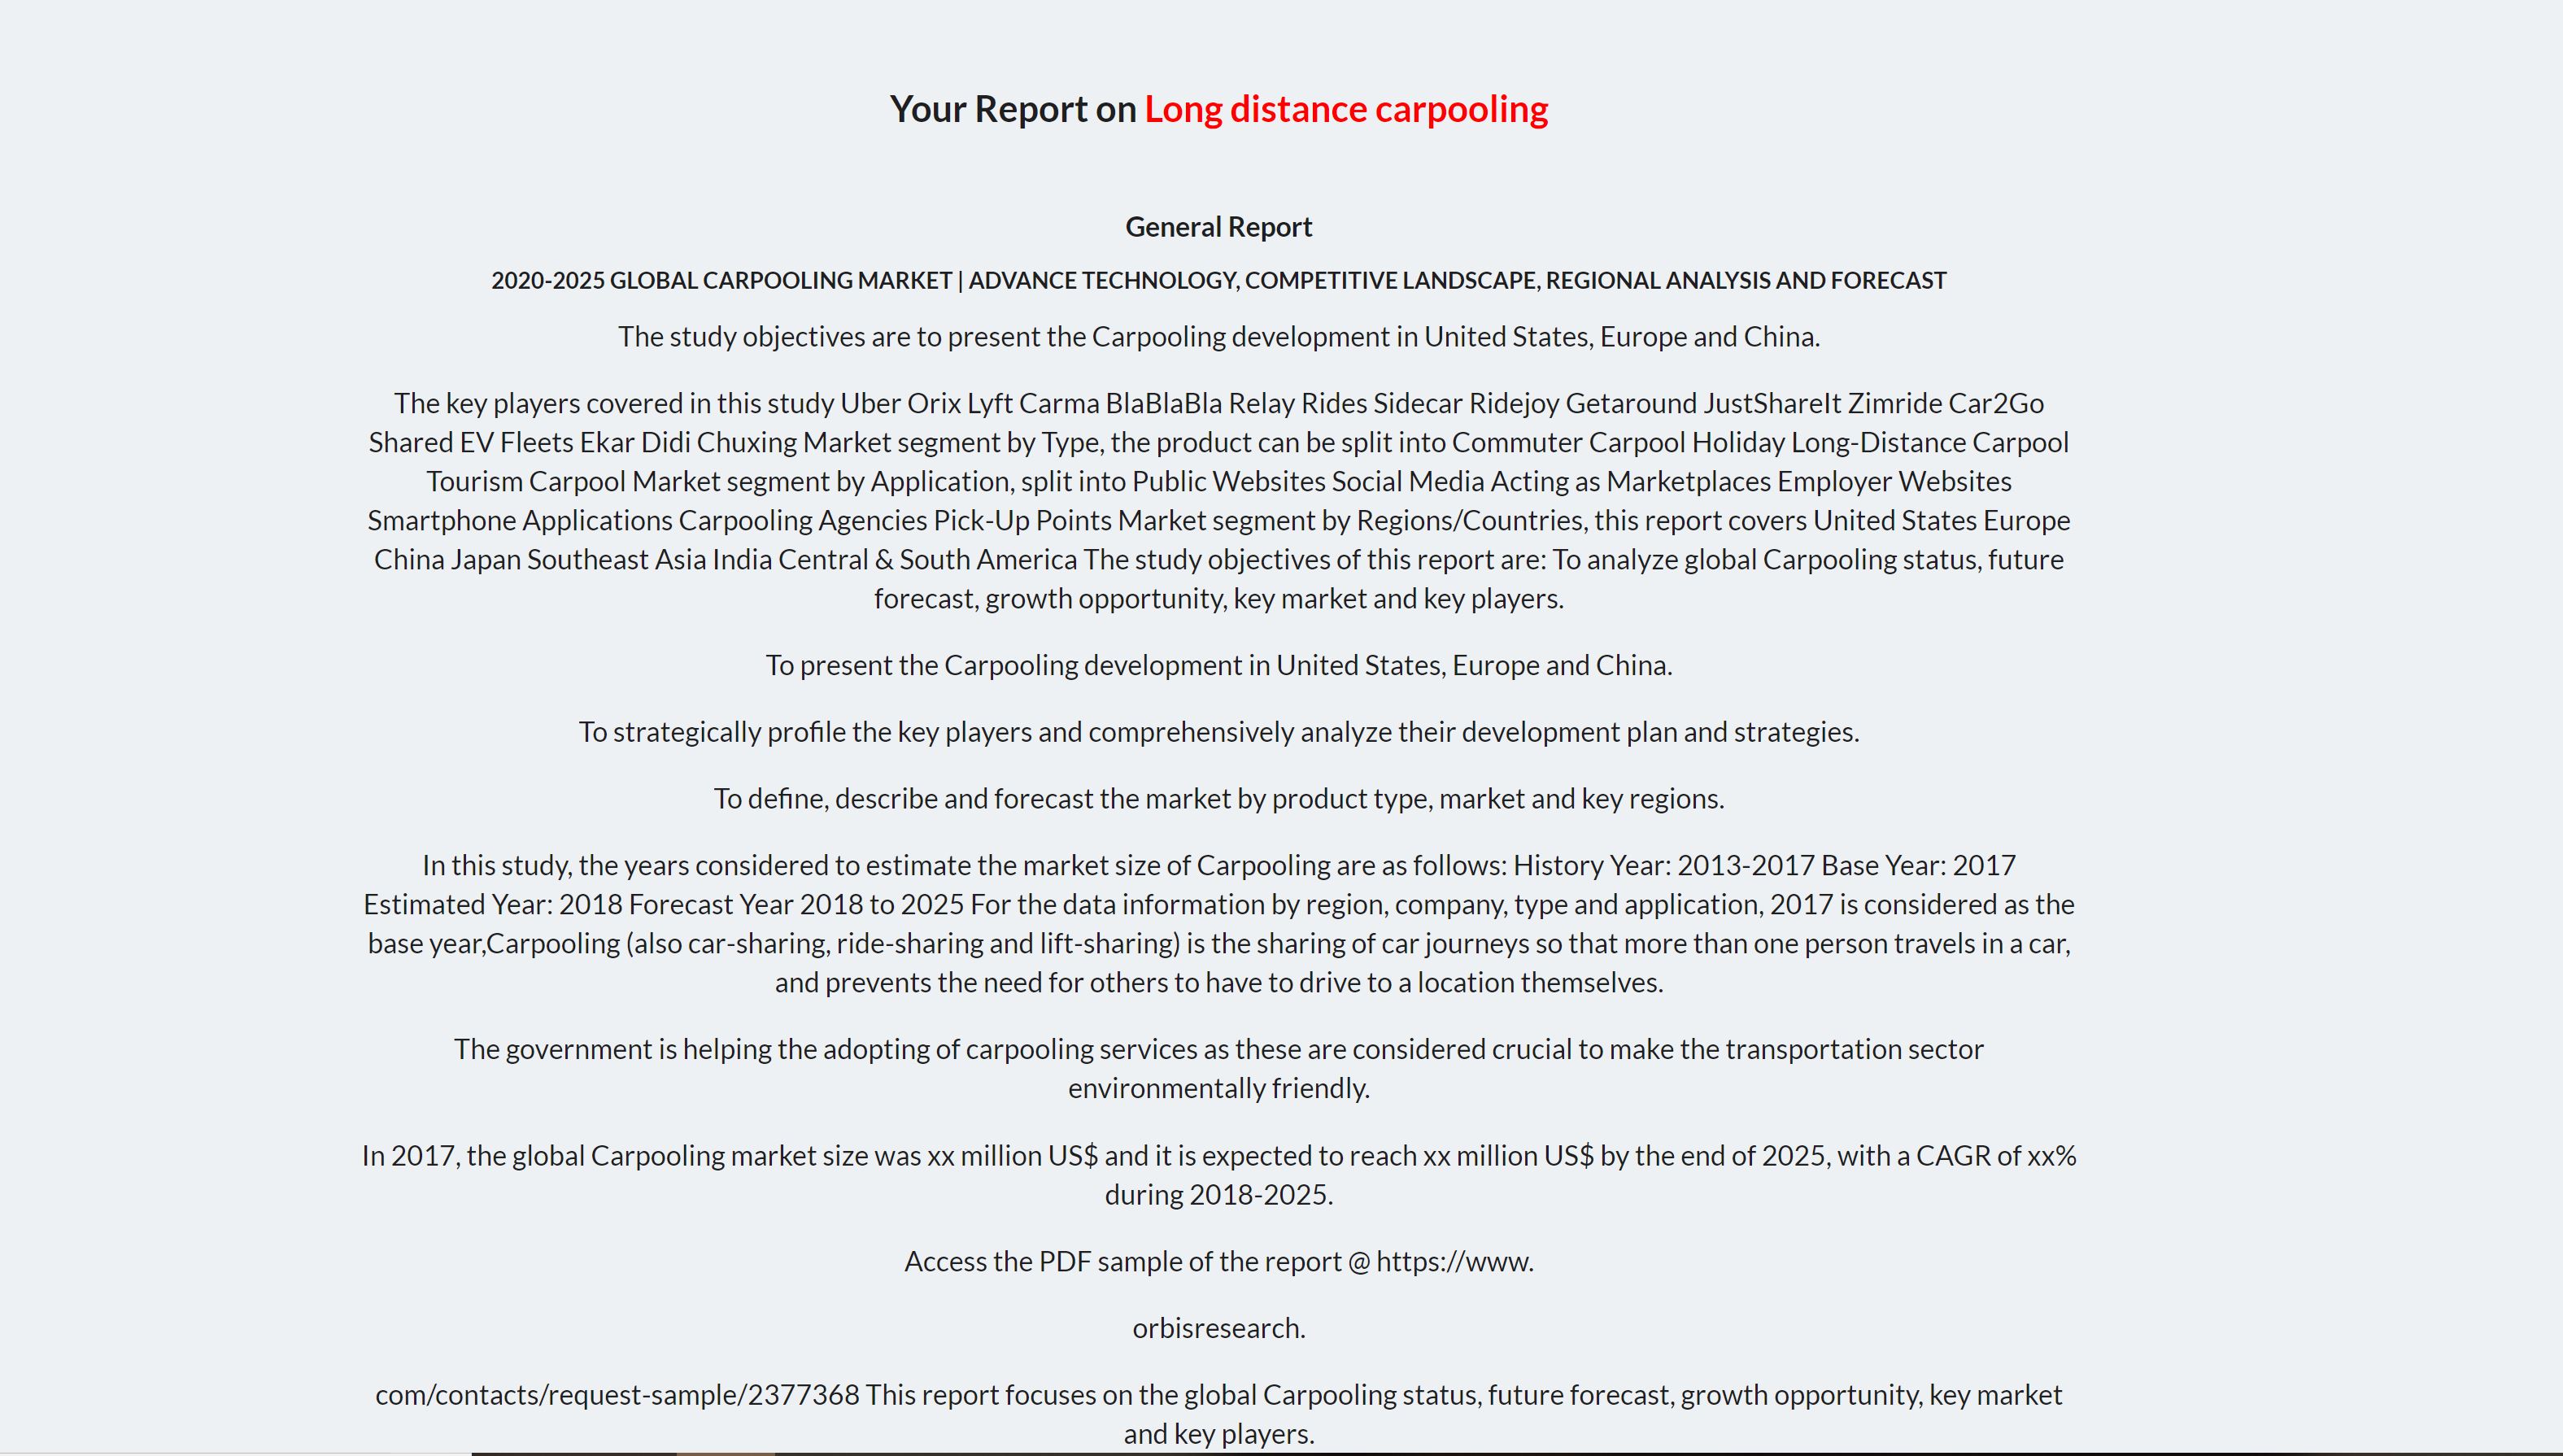 Your Report on Long distance carpooling
General Report
2020-2025 GLOBAL CARPOOLING MARKET | ADVANCE TECHNOLOGY, COMPETITIVE LANDSCAPE, REGIONAL ANALYSIS AND FORECAST
The study objectives are to present the Carpooling development in United States, Europe and China.
The key players covered in this study Uber Orix Lyft Carma BlaBlaBla Relay Rides Sidecar Ridejoy Getaround JustShareIt Zimride Car2Go
Shared EV Fleets Ekar Didi Chuxing Market segment by Type, the product can be split into Commuter Carpool Holiday Long-Distance Carpool
Tourism Carpool Market segment by Application, split into Public Websites Social Media Acting as Marketplaces Employer Websites
Smartphone Applications Carpooling Agencies Pick-Up Points Market segment by Regions/Countries, this report covers United States Europe
China Japan Southeast Asia India Central & South America The study objectives of this report are: To analyze global Carpooling status, future
forecast, growth opportunity, key market and key players.
To present the Carpooling development in United States, Europe and China.
To strategically profile the key players and comprehensively analyze their development plan and strategies.
To define, describe and forecast the market by product type, market and key regions.
In this study, the years considered to estimate the market size of Carpooling are as follows: History Year: 2013-2017 Base Year: 2017
Estimated Year: 2018 Forecast Year 2018 to 2025 For the data information by region, company, type and application, 2017 is considered as the
base year,Carpooling (also car-sharing, ride-sharing and lift-sharing) is the sharing of car journeys so that more than one person travels in a car,
and prevents the need for others to have to drive to a location themselves.
The government is helping the adopting of carpooling services as these are considered crucial to make the transportation sector
environmentally friendly.
In 2017, the global Carpooling market size was xx million US$ and it is expected to reach xx million US$ by the end of 2025, with a CAGR of xx%
during 2018-2025.
Access the PDF sample of the report @ https://www.
orbisresearch.
com/contacts/request-sample/2377368 This report focuses on the global Carpooling status, future forecast, growth opportunity, key market
and key players.